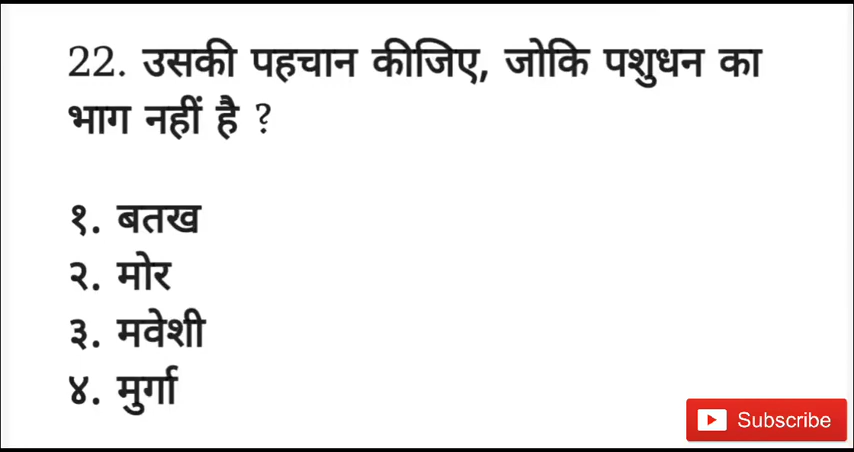 22. उसकी पहचान कीजिए, जोकि पशुधन का
भाग नहीं है ?
१. बतख
२. मोर
३. मवेशी
४. मुर्गा
Subscribe